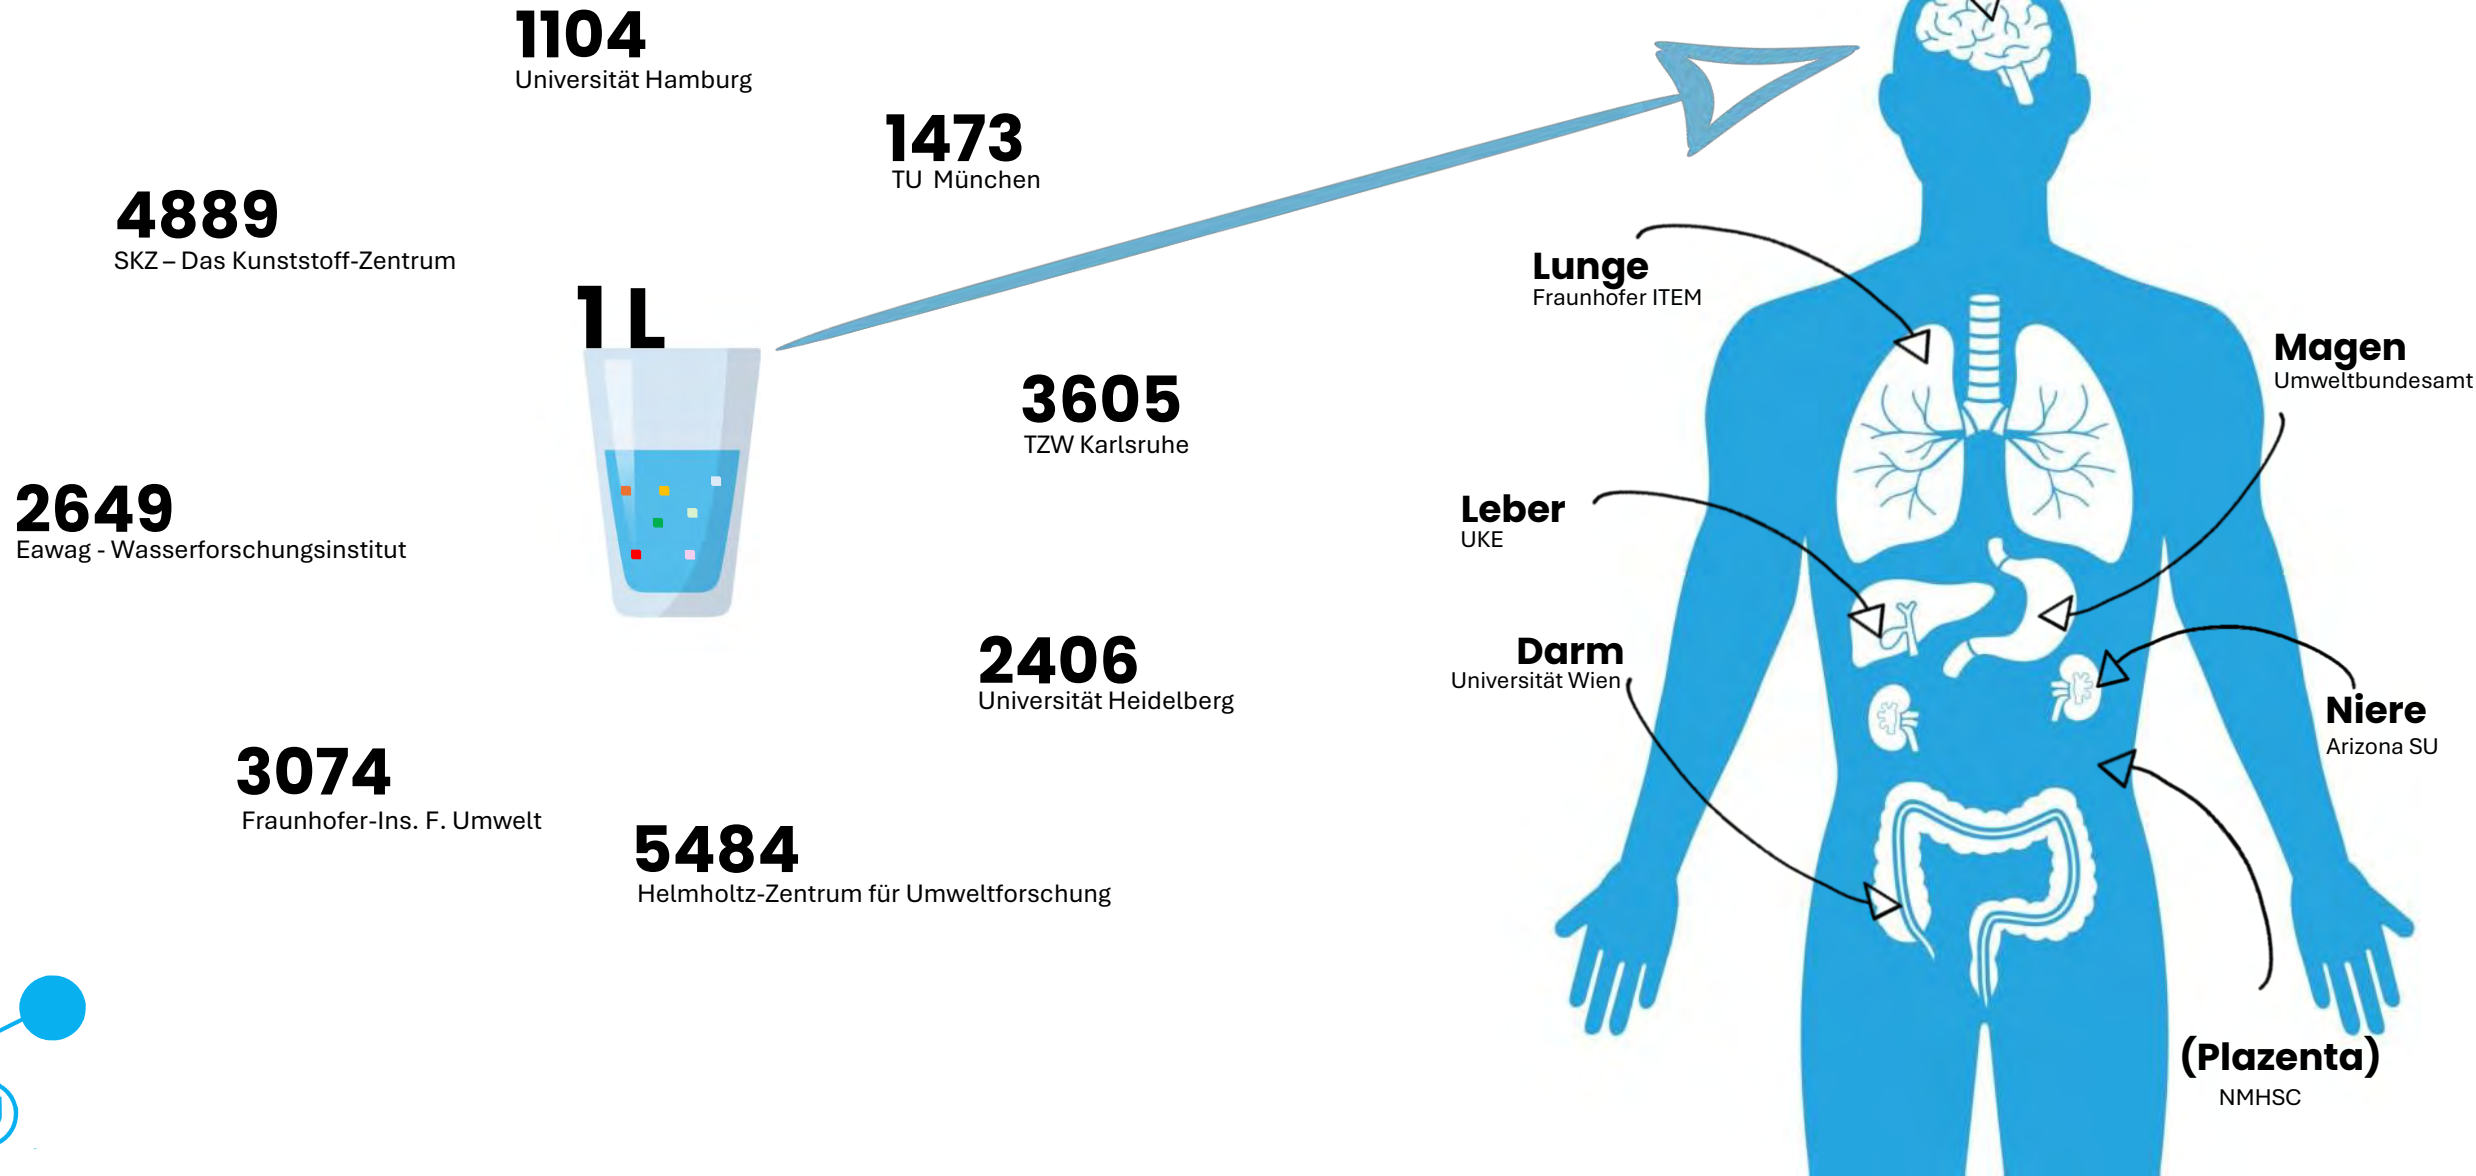 1104
Universität Hamburg
1473
TU München
4889
SKZ – Das Kunststoff-Zentrum
1 L
3605
TZW Karlsruhe
2649
Eawag - Wasserforschungsinstitut
2406
Universität Heidelberg
3074
Fraunhofer-Ins. F. Umwelt
5484
Helmholtz-Zentrum für Umweltforschung
Lunge
Fraunhofer ITEM
Magen
Umweltbundesamt
Leber
UKE
Darm
Universität Wien
Niere
Arizona SU
(Plazenta)
NMHSC